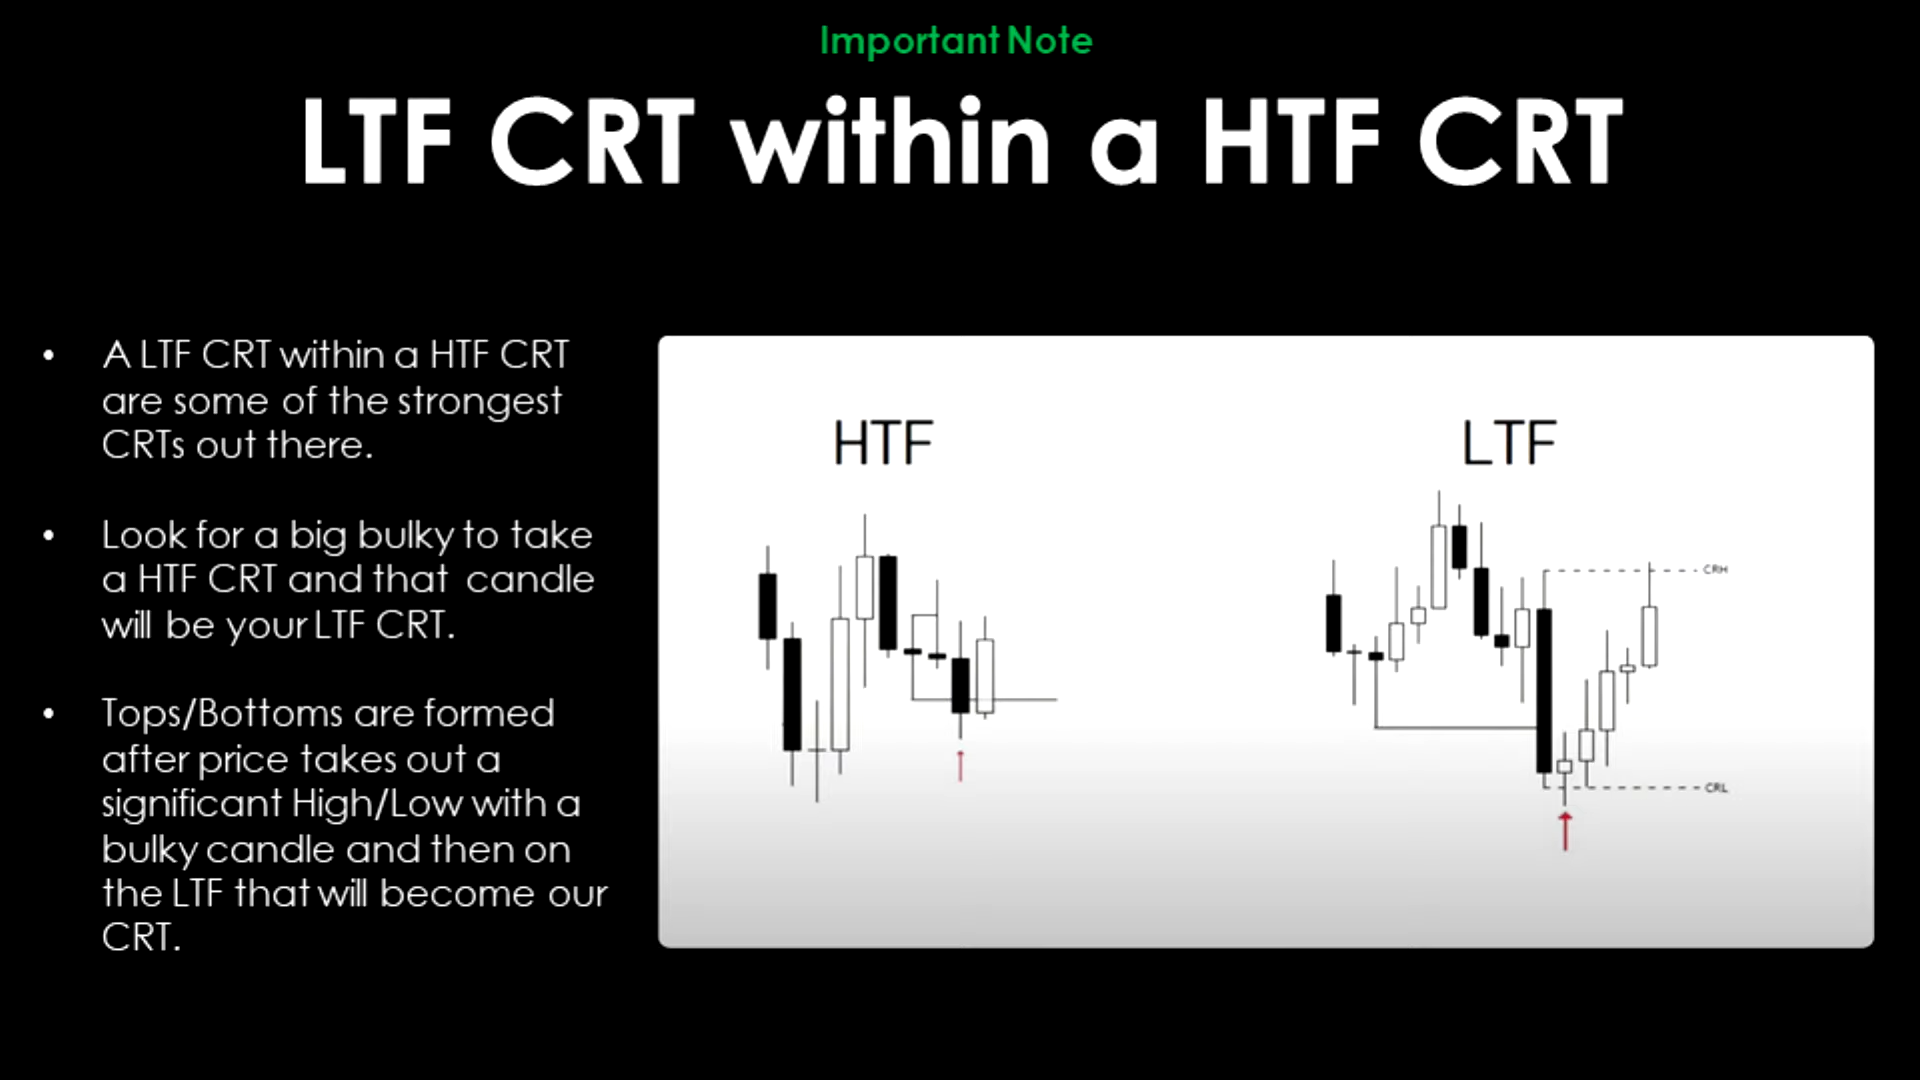 Important Note
LTF CRT within a HTF CRT
• A LTF CRT within a HTF CRT
are some of the strongest
CRTs out there.
• Look for a big bulky to take
a HTF CRT and that candle
will be your LTF CRT.
• Tops/Bottoms are formed
after price takes out a
significant High/Low with a
bulky candle and then on
the LTF that will become our
CRT.
HTF
LTF
CRH
CRL